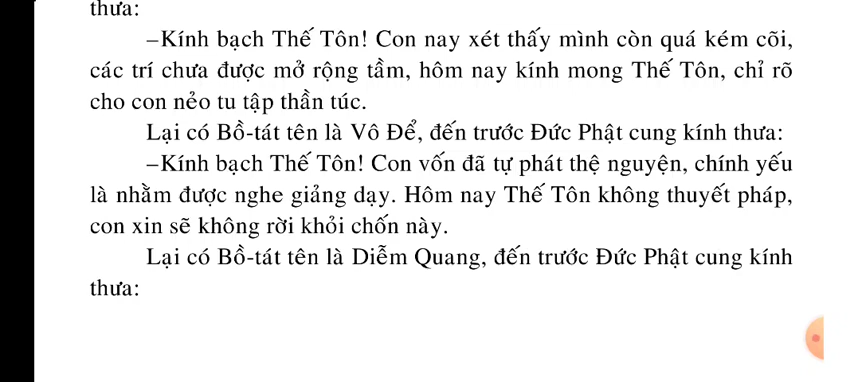 thưa:
–Kính bạch Thế Tôn! Con nay xét thấy mình còn quá kém cõi,
các trí chưa được mở rộng tầm, hôm nay kính mong Thế Tôn, chỉ rõ
cho con nẻo tu tập thần túc.
Lại có Bồ-tát tên là Vô Để, đến trước Đức Phật cung kính thưa:
–Kính bạch Thế Tôn! Con vốn đã tự phát thệ nguyện, chính yếu
là nhằm được nghe giảng dạy. Hôm nay Thế Tôn không thuyết pháp,
con xin sẽ không rời khỏi chốn này.
Lại có Bồ-tát tên là Diễm Quang, đến trước Đức Phật cung kính
thưa: